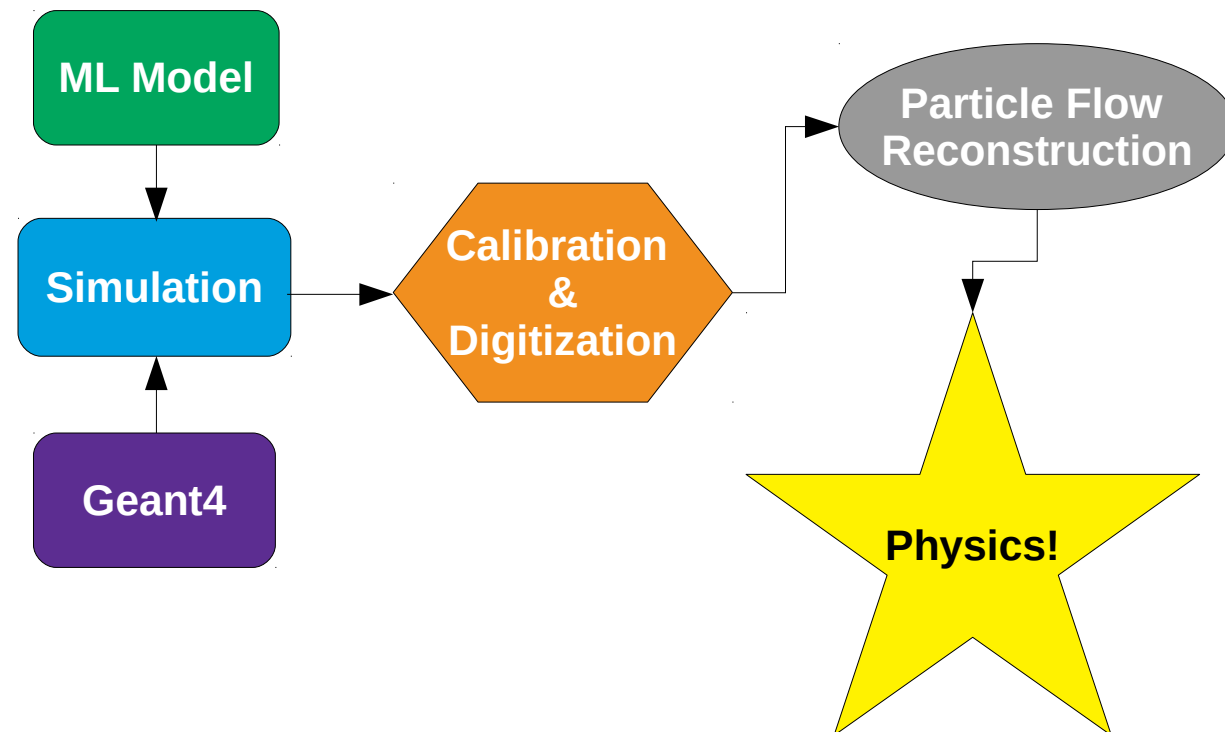 ML Model
Simulation
Geant4
Calibration
&
Digitization
Particle Flow
Reconstruction
Physics!